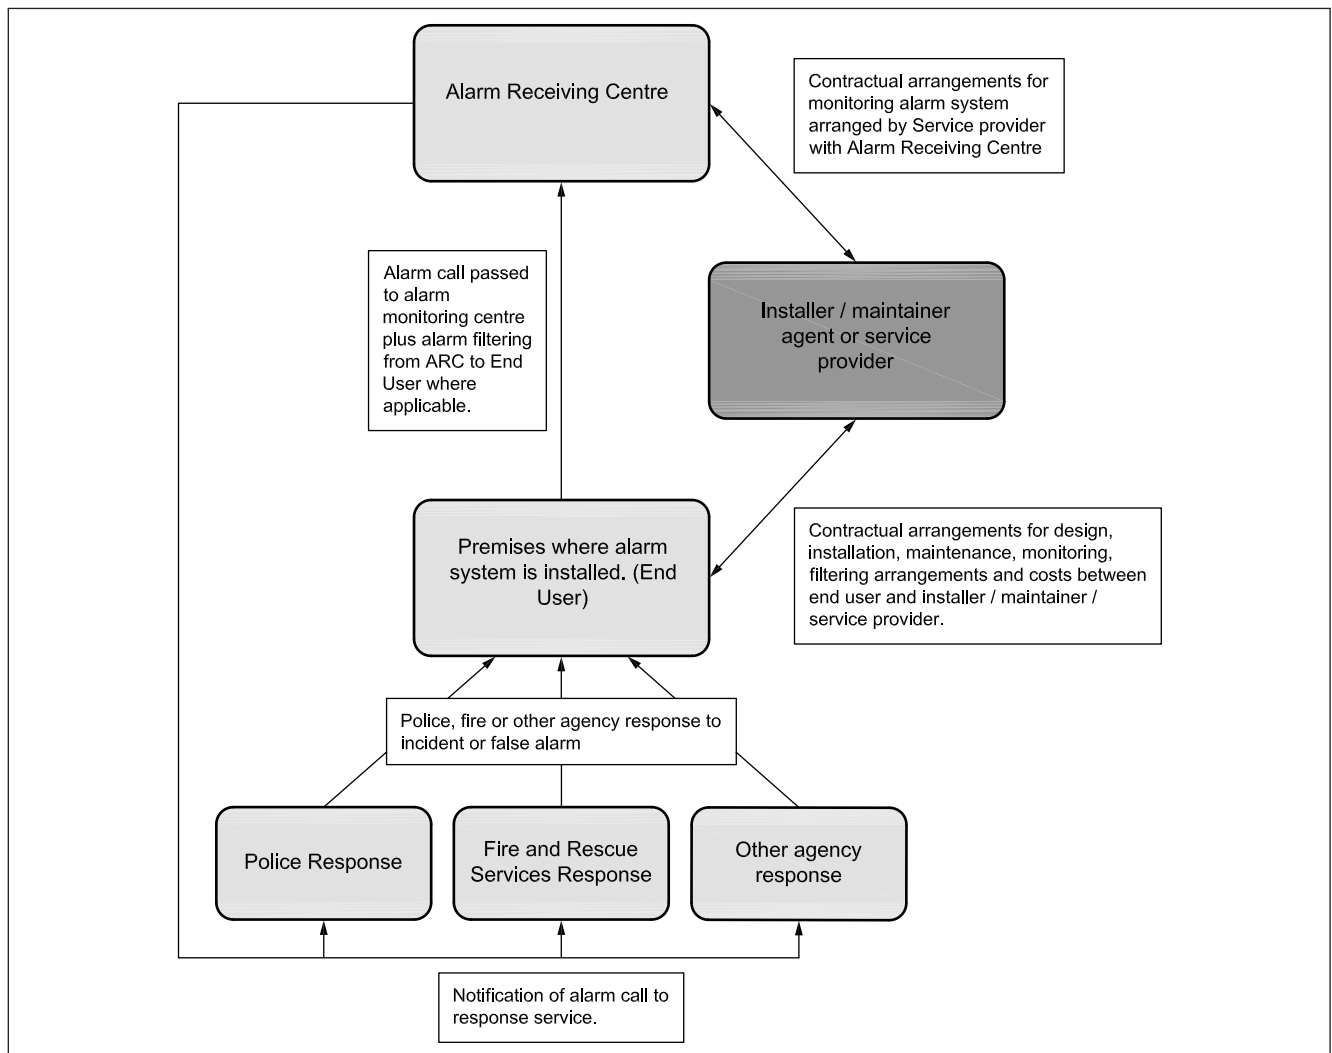 Alarm Receiving Centre
Contractual arrangements for
monitoring alarm system
arranged by Service provider
with Alarm Receiving Centre
Alarm call passed
to alarm
monitoring centre
plus alarm filtering
from ARC to End
User where
applicable.
Installer / maintainer
agent or service
provider
Premises where alarm
system is installed. (End
User)
Contractual arrangements for design,
installation, maintenance, monitoring,
filtering arrangements and costs between
end user and installer / maintainer /
service provider.
Police, fire or other agency response to
incident or false alarm
Police Response
Fire and Rescue
Services Response
Other agency
response
Notification of alarm call to
response service.